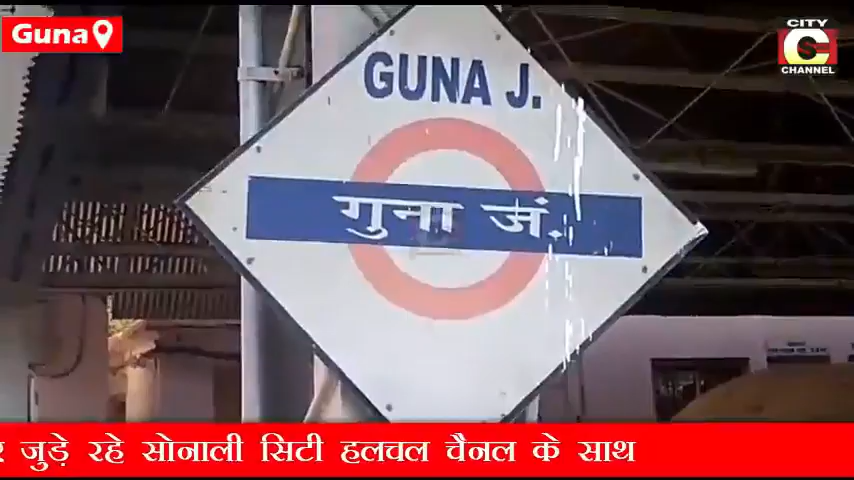 Guna
CITY
CHANNEL
GUNA J.
गुना जं.
जुड़े रहे सोनाली सिटी हलचल चैनल के साथ